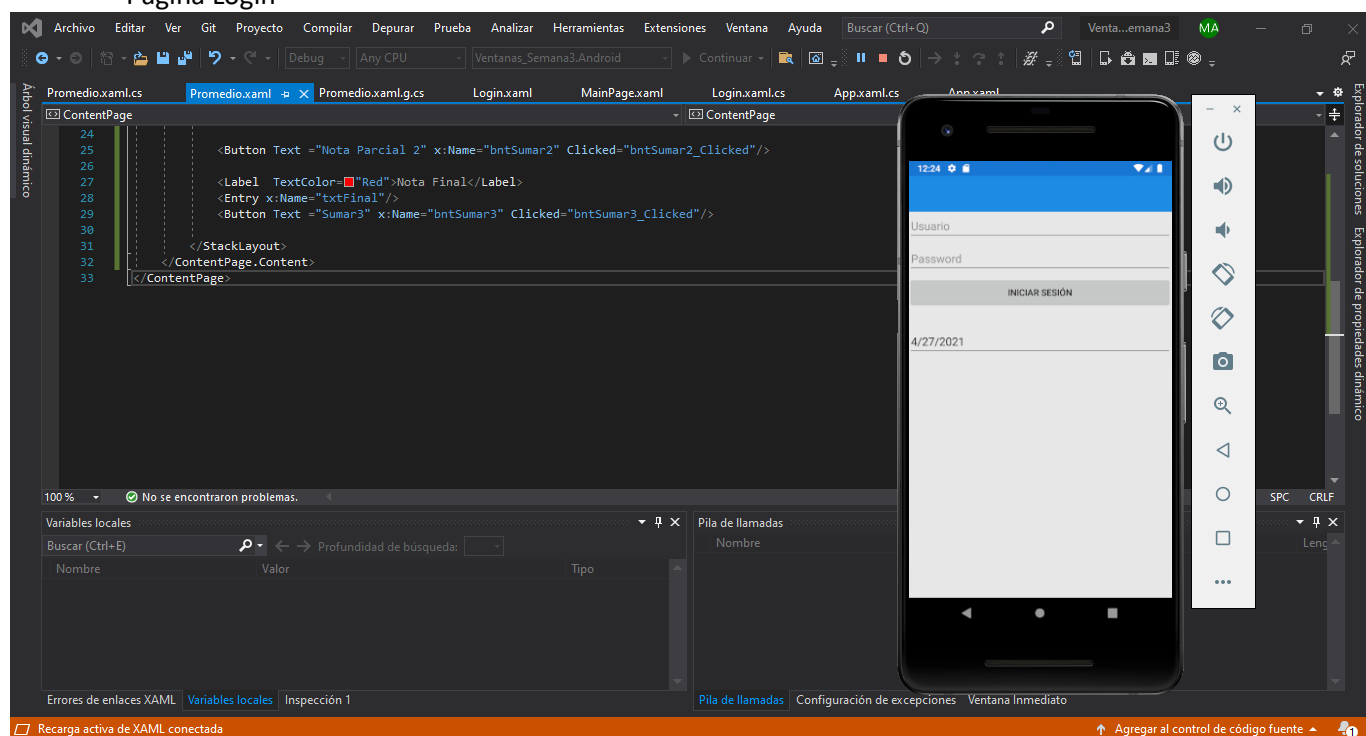 Pagina Login
Archivo Editar Ver Git Proyecto Compilar Depurar Prueba Analizar Herramientas Extensiones Ventana Ayuda Buscar (Ctrl+Q) Venta...emana3 MA
Debug Any CPU Ventanas_Semana3.Android Continuar
Promedio.xaml.cs Promedio.xaml Promedio.xaml.g.cs Login.xaml MainPage.xaml Login.xaml.cs App.xaml.cs App.xaml
ContentPage ContentPage
24
25 <Button Text ="Nota Parcial 2" x:Name="bntSumar2" Clicked="bntSumar2_Clicked"/>
26
27 <Label TextColor="Red">Nota Final</Label>
28 <Entry x:Name="txtFinal"/>
29 <Button Text ="Sumar3" x:Name="bntSumar3" Clicked="bntSumar3_Clicked"/>
30
31 </StackLayout>
32 </ContentPage.Content>
33 </ContentPage>
Árbol visual dinámico
12:24
Usuario
Password
INICIAR SESIÓN
4/27/2021
Explorador de soluciones
Explorador de propiedades dinámico
100 % No se encontraron problemas. SPC CRLF
Variables locales
Buscar (Ctrl+E) Profundidad de búsqueda:
Nombre Valor Tipo
Pila de llamadas
Nombre Leng
Errores de enlaces XAML Variables locales Inspección 1
Pila de llamadas Configuración de excepciones Ventana Inmediato
Recarga activa de XAML conectada Agregar al control de código fuente 1